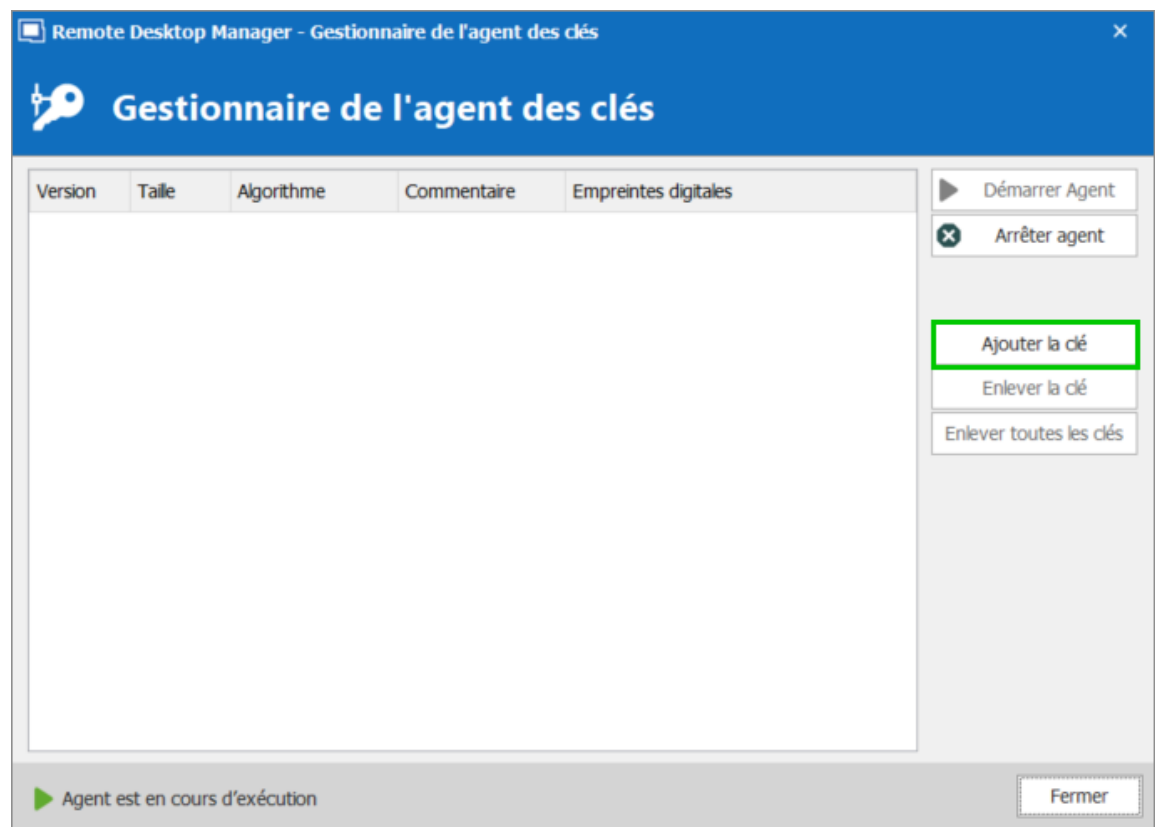 Remote Desktop Manager - Gestionnaire de l'agent des clés
Gestionnaire de l'agent des clés
Version Taille Algorithme Commentaire Empreintes digitales
Démarrer Agent
Arrêter agent
Ajouter la clé
Enlever la clé
Enlever toutes les clés
Agent est en cours d’exécution
Fermer